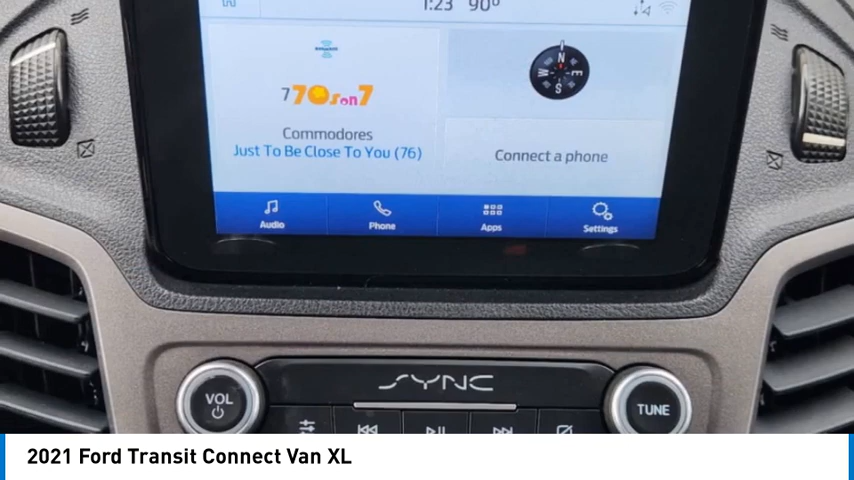 1:23 90°
7 70s on 7
Commodores
Just To Be Close To You (76)
N
W E
S
Connect a phone
Audio Phone Apps Settings
SYNC
VOL
TUNE
2021 Ford Transit Connect Van XL